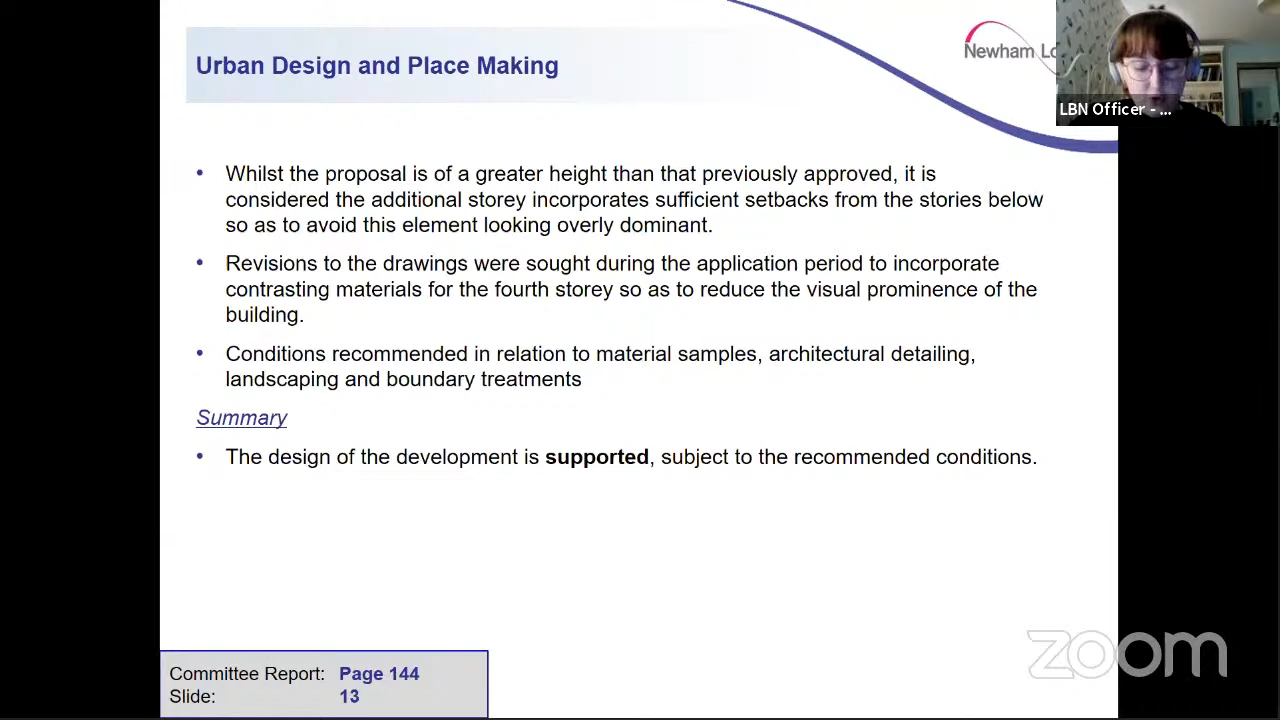 Urban Design and Place Making
Newham Lo
LBN Officer - ...
• Whilst the proposal is of a greater height than that previously approved, it is
considered the additional storey incorporates sufficient setbacks from the stories below
so as to avoid this element looking overly dominant.
• Revisions to the drawings were sought during the application period to incorporate
contrasting materials for the fourth storey so as to reduce the visual prominence of the
building.
• Conditions recommended in relation to material samples, architectural detailing,
landscaping and boundary treatments
Summary
• The design of the development is supported, subject to the recommended conditions.
Committee Report: Page 144
Slide: 13
zoom